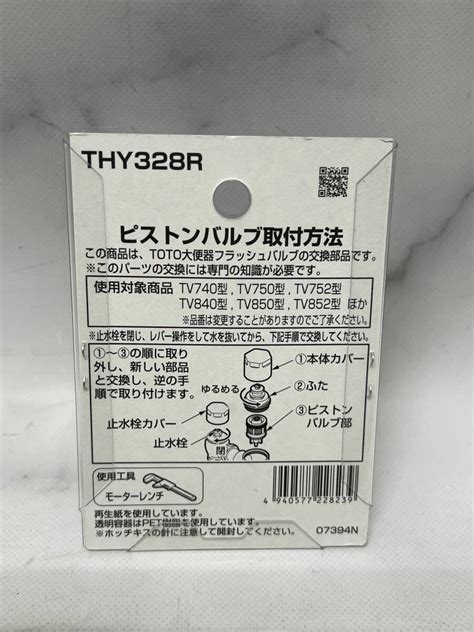 THY328R
ピストンバルブ取付方法
この商品は、TOTO大便器フラッシュバルブの交換部品です。
※このパーツの交換には専門の知識が必要です。
使用対象商品 TV740型, TV750型, TV752型
TV840型, TV850型, TV852型 ほか
※品番は変更することがありますのでご了承ください。
※止水栓を閉じ、レバー操作をして水を抜いてから、下記手順で交換してください。
①～③の順に取り
外し、新しい部品
と交換し、逆の手
順で取り付けます。
①本体カバー
ゆるめる
②ふた
止水栓カバー
③ピストン
バルブ部
止水栓
閉
使用工具
モーターレンチ
4 940577 228239
再生紙を使用しています。
透明容器はPET樹脂を使用しています。
※ホッチキスの針に注意して開封してください。
07394N